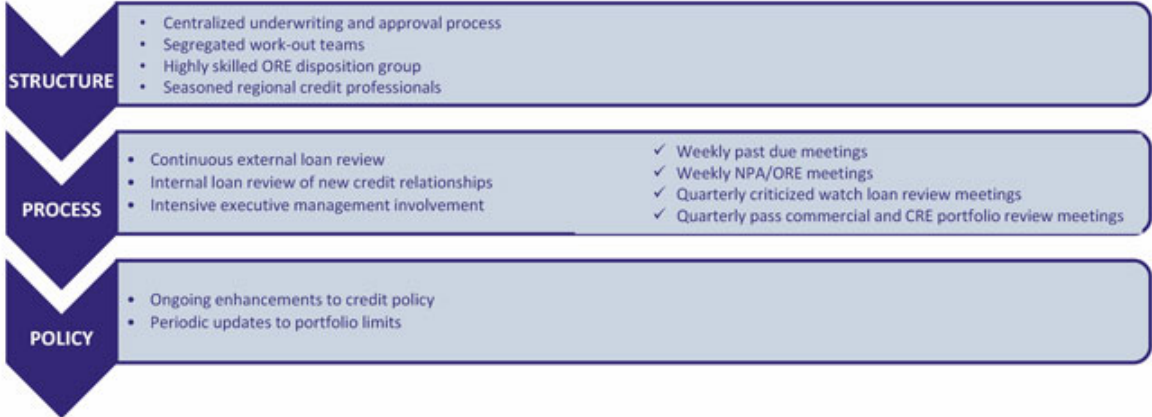 STRUCTURE
• Centralized underwriting and approval process
• Segregated work-out teams
• Highly skilled ORE disposition group
• Seasoned regional credit professionals
PROCESS
• Continuous external loan review
• Internal loan review of new credit relationships
• Intensive executive management involvement
✓ Weekly past due meetings
✓ Weekly NPA/ORE meetings
✓ Quarterly criticized watch loan review meetings
✓ Quarterly pass commercial and CRE portfolio review meetings
POLICY
• Ongoing enhancements to credit policy
• Periodic updates to portfolio limits